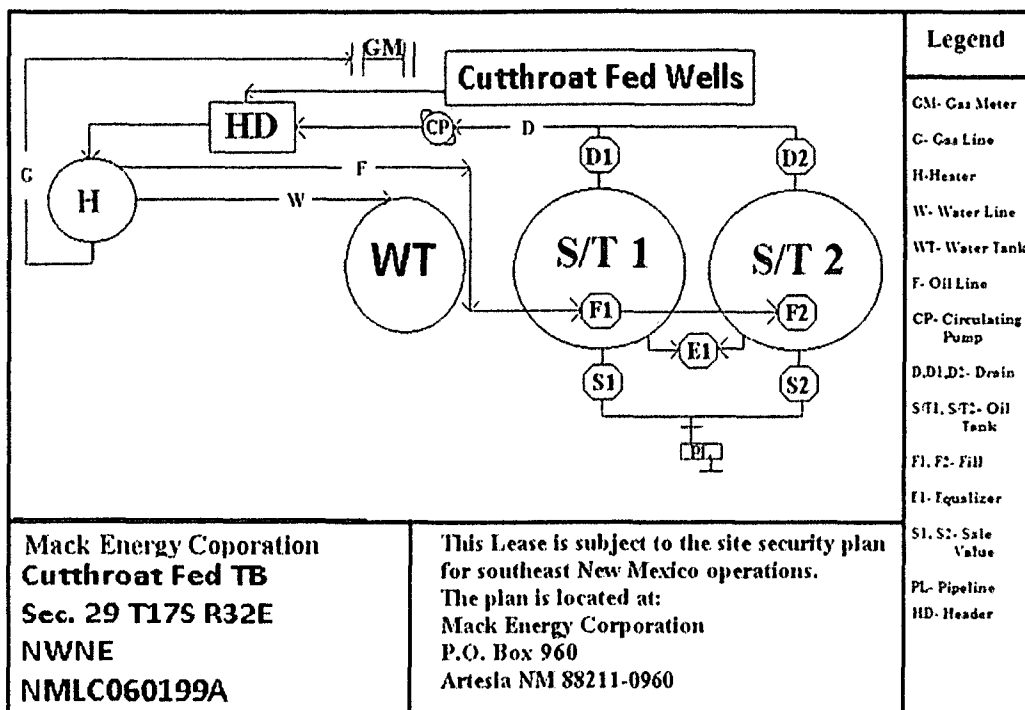 GM
Cutthroat Fed Wells
HD
CP
D
D1
D2
G
F
H
W
WT
S/T 1
S/T 2
F1
F2
E1
S1
S2
PL
Legend
GM- Gas Meter
G- Gas Line
H-Heater
W- Water Line
WT- Water Tank
F- Oil Line
CP- Circulating
Pump
D,D1,D2- Drain
S/T1, S/T2- Oil
Tank
F1, F2- Fill
E1- Equalizer
S1, S2- Sale
Value
PL- Pipeline
HD- Header
Mack Energy Coporation
Cutthroat Fed TB
Sec. 29 T17S R32E
NWNE
NMLC060199A
This Lease is subject to the site security plan
for southeast New Mexico operations.
The plan is located at:
Mack Energy Corporation
P.O. Box 960
Artesia NM 88211-0960